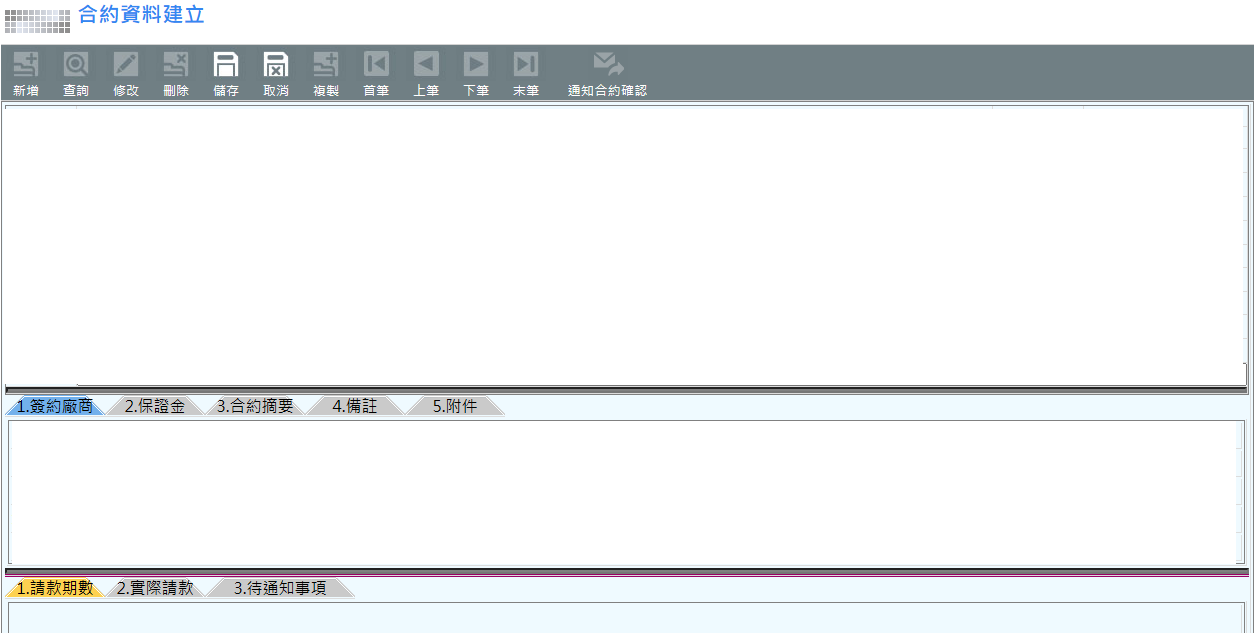 合約資料建立
新增 查詢 修改 刪除 儲存 取消 複製 首筆 上筆 下筆 末筆 通知合約確認
1.簽約廠商 2.保證金 3.合約摘要 4.備註 5.附件
1.請款期數 2.實際請款 3.待通知事項